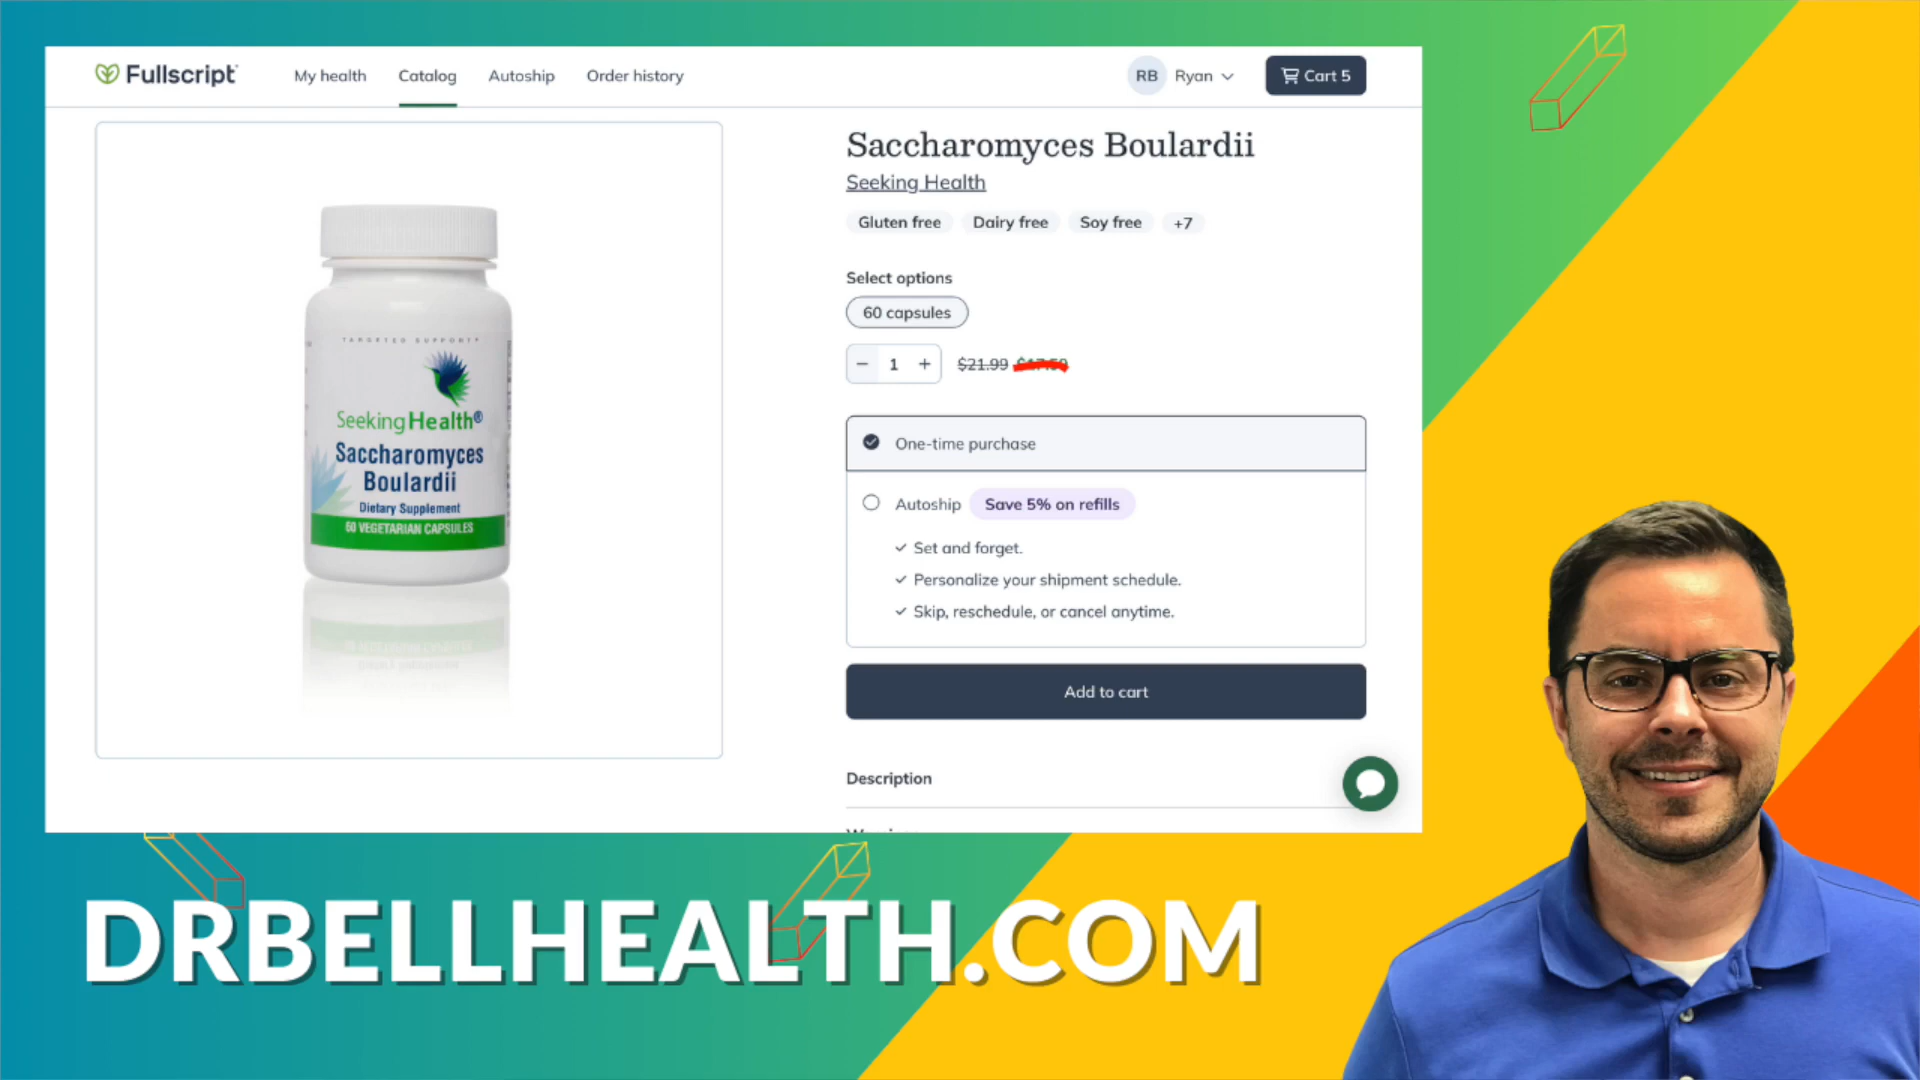 Fullscript
My health Catalog Autoship Order history
RB Ryan Cart 5
Saccharomyces Boulardii
Seeking Health
Gluten free Dairy free Soy free +7
Select options
60 capsules
− 1 + $21.99
One-time purchase
Autoship Save 5% on refills
Set and forget.
Personalize your shipment schedule.
Skip, reschedule, or cancel anytime.
Add to cart
Description
TARGETED SUPPORT*
SeekingHealth®
Saccharomyces
Boulardii
Dietary Supplement
60 VEGETARIAN CAPSULES
DRBELLHEALTH.COM